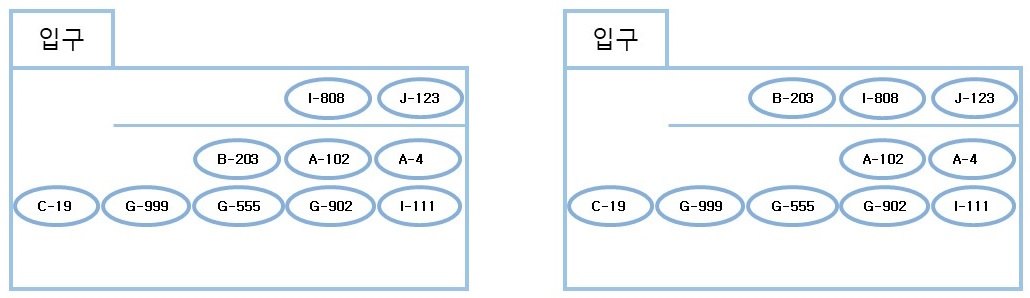 입구
I-808 J-123
B-203 A-102 A-4
C-19 G-999 G-555 G-902 I-111
입구
B-203 I-808 J-123
A-102 A-4
C-19 G-999 G-555 G-902 I-111